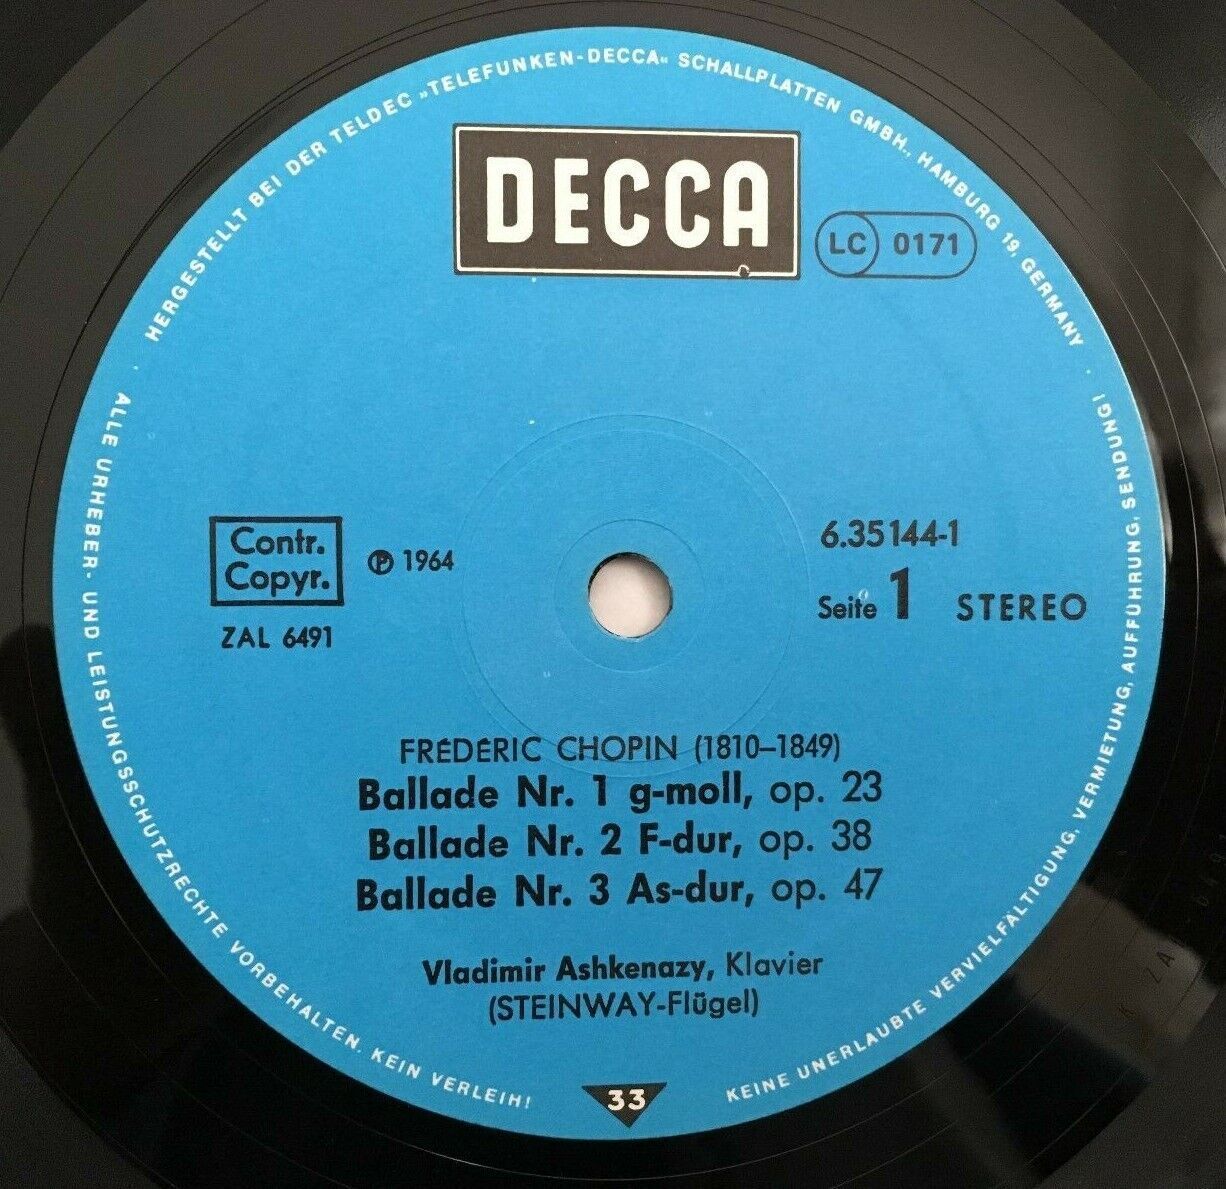 HERGESTELLT BEI DER TELDEC »TELEFUNKEN-DECCA« SCHALLPLATTEN GMBH., HAMBURG 19, GERMANY
DECCA
LC 0171
Contr.
Copyr.
Ⓟ 1964
ZAL 6491
6.35144-1
Seite 1 STEREO
FRÉDÉRIC CHOPIN (1810–1849)
Ballade Nr. 1 g-moll, op. 23
Ballade Nr. 2 F-dur, op. 38
Ballade Nr. 3 As-dur, op. 47
Vladimir Ashkenazy, Klavier
(STEINWAY-Flügel)
33
ALLE URHEBER- UND LEISTUNGSSCHUTZRECHTE VORBEHALTEN. KEIN VERLEIH!
KEINE UNERLAUBTE VERVIELFÄLTIGUNG, VERMIETUNG, AUFFÜHRUNG, SENDUNG!